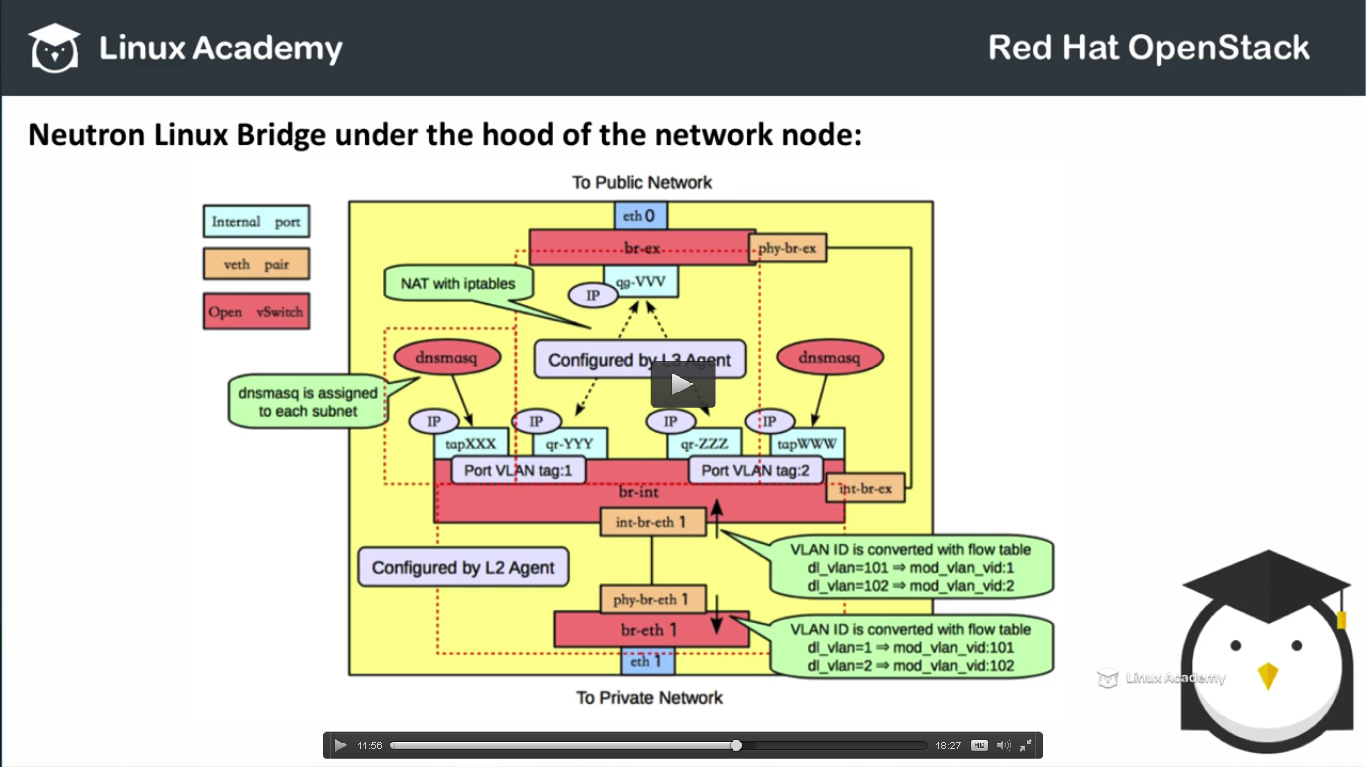 Linux Academy
Red Hat OpenStack
Neutron Linux Bridge under the hood of the network node:
To Public Network
Internal port
veth pair
Open vSwitch
eth 0
br-ex
phy-br-ex
NAT with iptables
qg-VVV
IP
Configured by L3 Agent
dnsmasq
dnsmasq
dnsmasq is assigned
to each subnet
IP
IP
IP
IP
tapXXX
qr-YYY
qr-ZZZ
tapWWW
Port VLAN tag:1
Port VLAN tag:2
br-int
int-br-ex
int-br-eth 1
Configured by L2 Agent
VLAN ID is converted with flow table
dl_vlan=101 ⇒ mod_vlan_vid:1
dl_vlan=102 ⇒ mod_vlan_vid:2
phy-br-eth 1
br-eth 1
VLAN ID is converted with flow table
dl_vlan=1 ⇒ mod_vlan_vid:101
dl_vlan=2 ⇒ mod_vlan_vid:102
eth 1
To Private Network
Linux Academy
11:56
18:27
HD